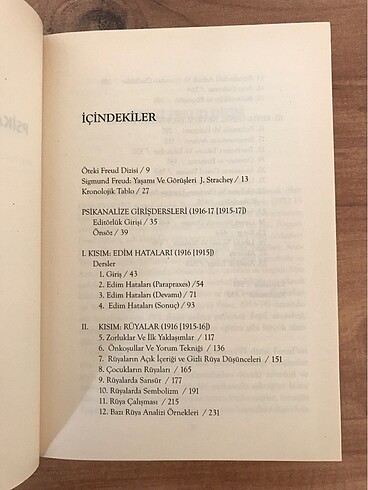 İÇİNDEKİLER
Öteki Freud Dizisi / 9
Sigmund Freud: Yaşamı Ve Görüşleri J. Strachey / 13
Kronolojik Tablo / 27
PSİKANALİZE GİRİŞDERSLERİ (1916-17 [1915-17])
Editörlük Girişi / 35
Önsöz / 39
I. KISIM: EDİM HATALARI (1916 [1915])
Dersler
1. Giriş / 43
2. Edim Hataları (Parapraxes) /54
3. Edim Hataları (Devamı) / 71
4. Edim Hataları (Sonuç) / 93
II. KISIM: RÜYALAR (1916 [1915-16])
5. Zorluklar Ve İlk Yaklaşımlar / 117
6. Önkoşullar Ve Yorum Tekniği / 136
7. Rüyaların Açık İçeriği ve Gizli Rüya Düşünceleri / 151
8. Çocukların Rüyaları / 165
9. Rüyalarda Sansür / 177
10. Rüyalarda Sembolizm / 191
11. Rüya Çalışması / 215
12. Bazı Rüya Analizi Örnekleri / 231